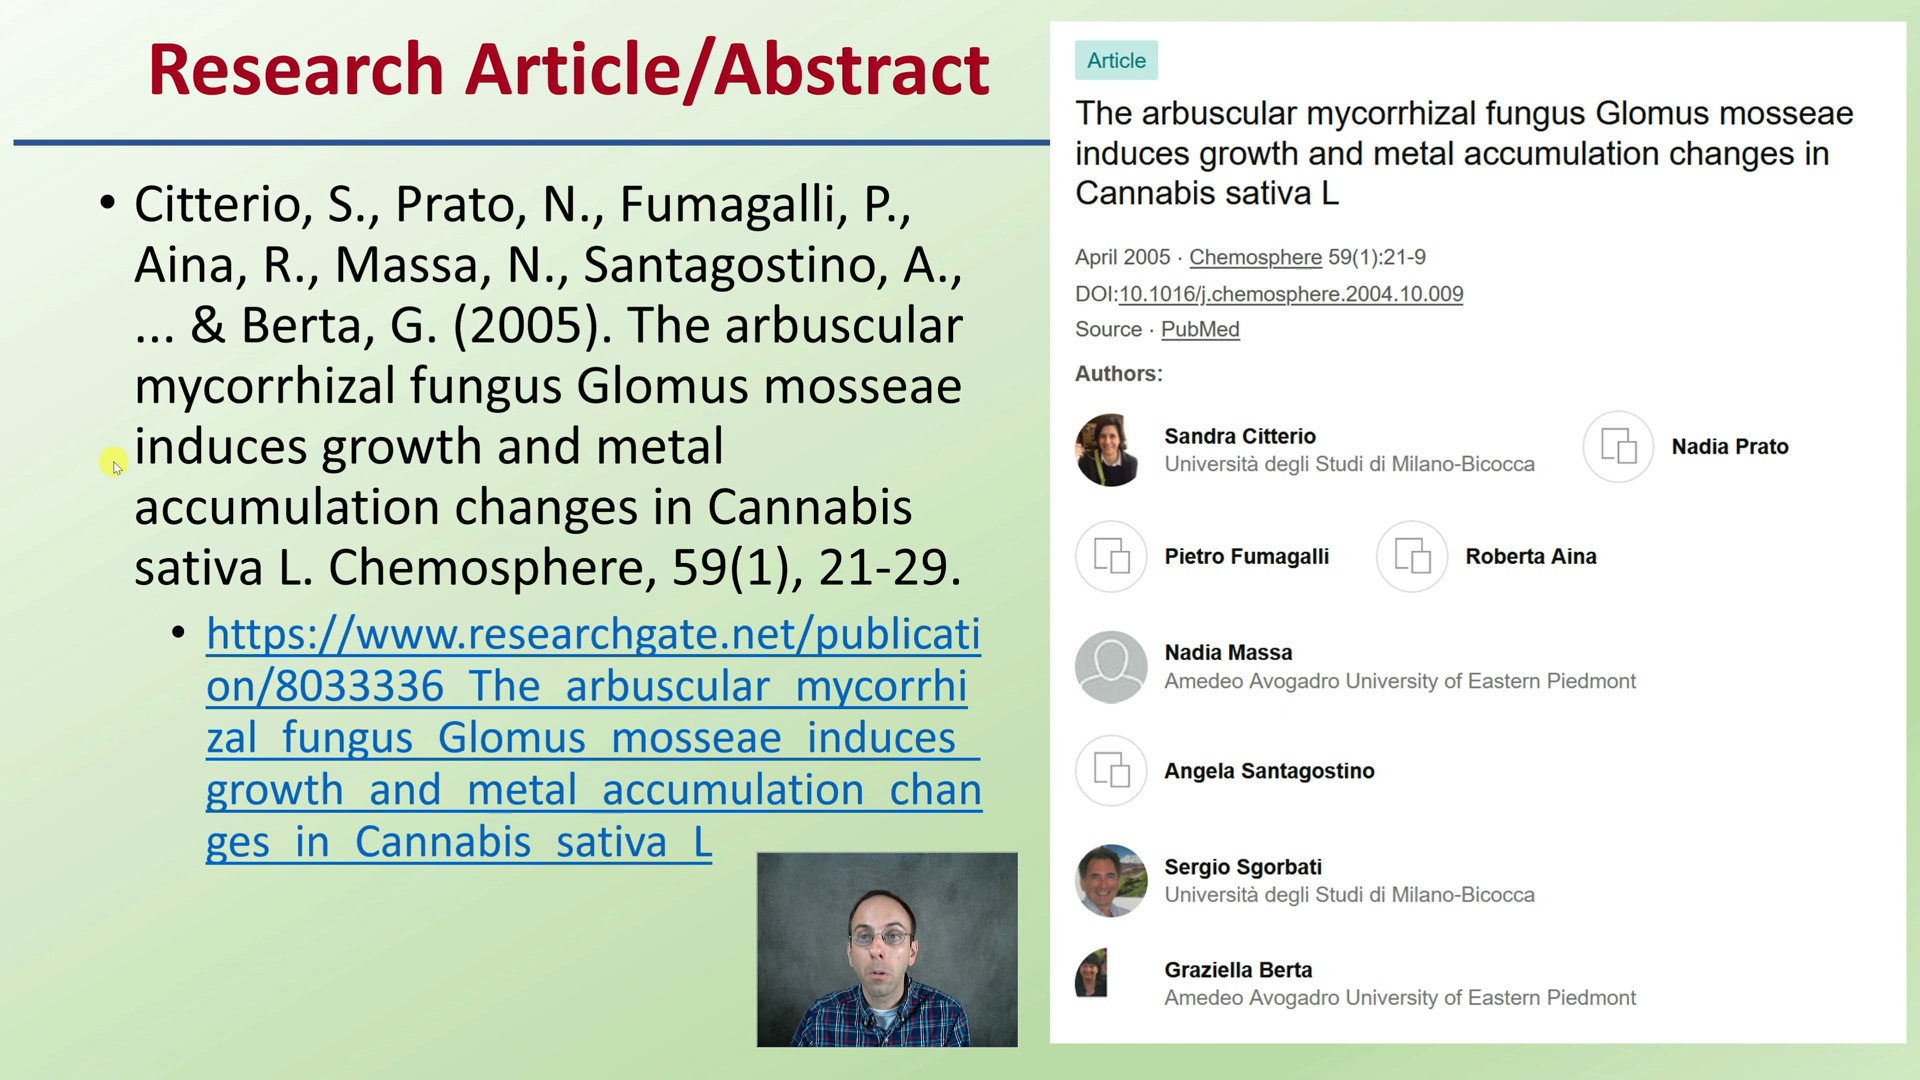 Research Article/Abstract
• Citterio, S., Prato, N., Fumagalli, P.,
Aina, R., Massa, N., Santagostino, A.,
... & Berta, G. (2005). The arbuscular
mycorrhizal fungus Glomus mosseae
induces growth and metal
accumulation changes in Cannabis
sativa L. Chemosphere, 59(1), 21-29.
• https://www.researchgate.net/publicati
on/8033336_The_arbuscular_mycorrhi
zal_fungus_Glomus_mosseae_induces_
growth_and_metal_accumulation_chan
ges_in_Cannabis_sativa_L
Article
The arbuscular mycorrhizal fungus Glomus mosseae
induces growth and metal accumulation changes in
Cannabis sativa L
April 2005 · Chemosphere 59(1):21-9
DOI:10.1016/j.chemosphere.2004.10.009
Source · PubMed
Authors:
Sandra Citterio
Università degli Studi di Milano-Bicocca
Nadia Prato
Pietro Fumagalli
Roberta Aina
Nadia Massa
Amedeo Avogadro University of Eastern Piedmont
Angela Santagostino
Sergio Sgorbati
Università degli Studi di Milano-Bicocca
Graziella Berta
Amedeo Avogadro University of Eastern Piedmont